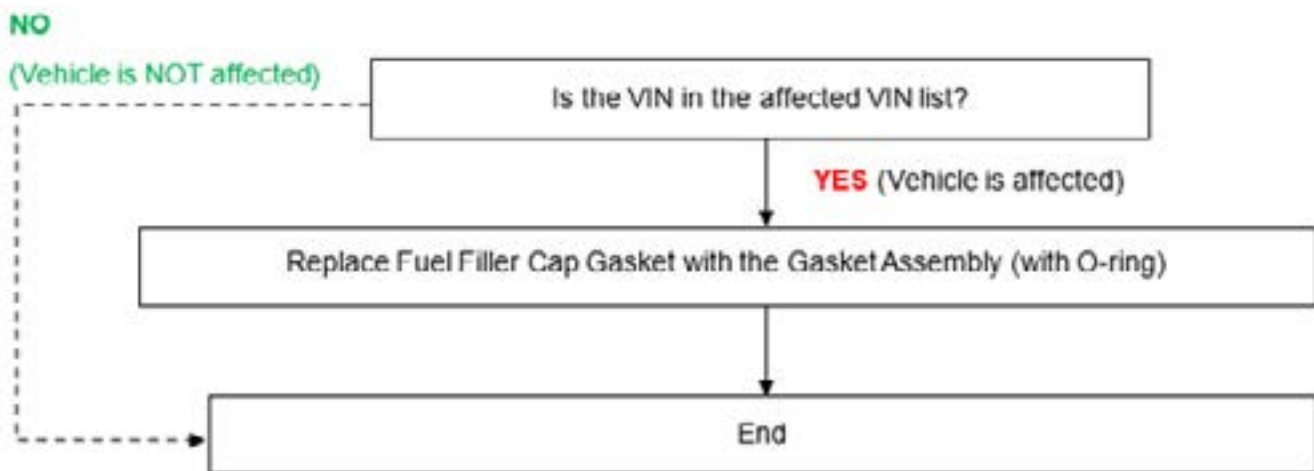 NO
(Vehicle is NOT affected)
Is the VIN in the affected VIN list?
YES (Vehicle is affected)
Replace Fuel Filler Cap Gasket with the Gasket Assembly (with O-ring)
End